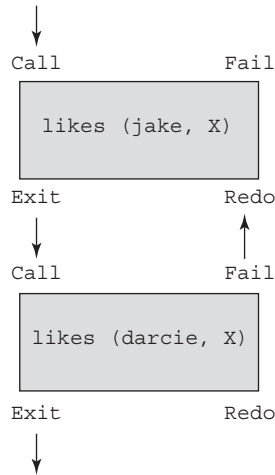 Call Fail
likes (jake, X)
Exit Redo
Call Fail
likes (darcie, X)
Exit Redo